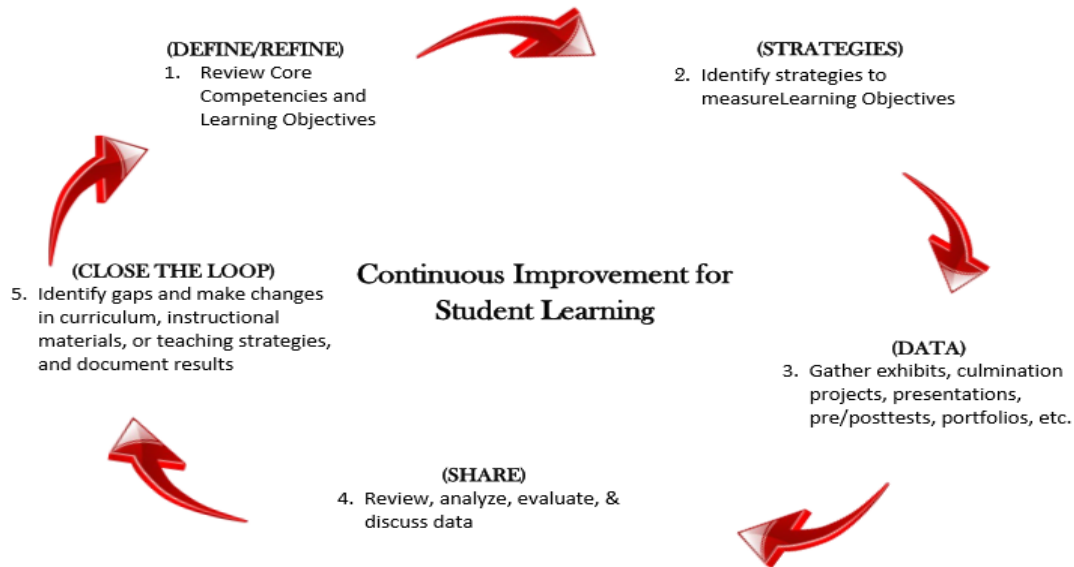 (DEFINE/REFINE)
1. Review Core
Competencies and
Learning Objectives
(STRATEGIES)
2. Identify strategies to
measureLearning Objectives
(CLOSE THE LOOP)
5. Identify gaps and make changes
in curriculum, instructional
materials, or teaching strategies,
and document results
Continuous Improvement for
Student Learning
(DATA)
3. Gather exhibits, culmination
projects, presentations,
pre/posttests, portfolios, etc.
(SHARE)
4. Review, analyze, evaluate, &
discuss data